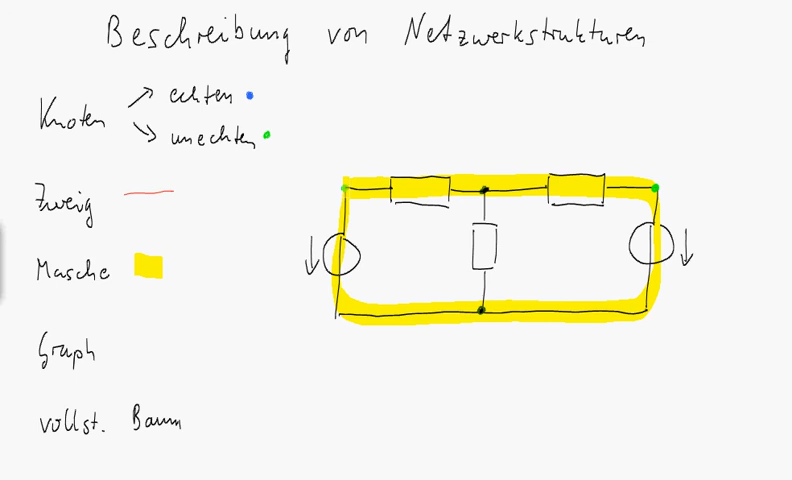 Beschreibung von Netzwerkstrukturen
Knoten
echten
unechten
Zweig
Masche
Graph
vollst. Baum